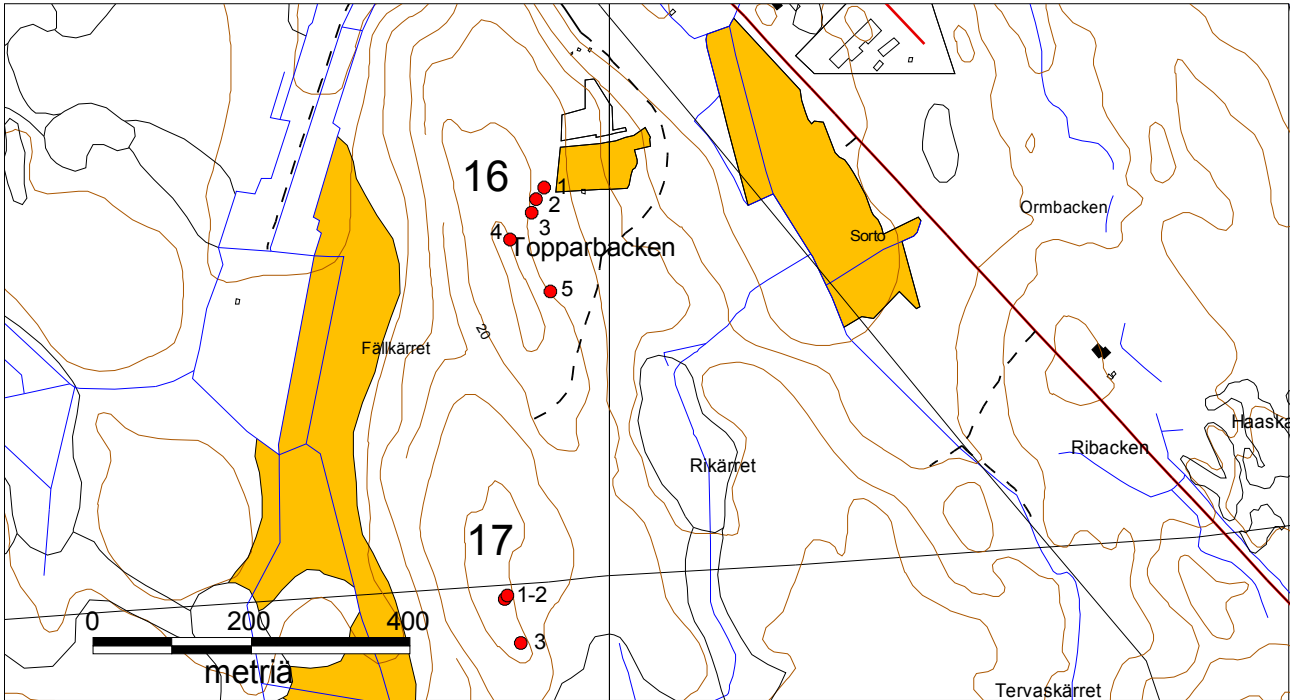 16
1
2
3
4
Topparbacken
5
20
Fällkärret
Ormbacken
Sorto
Haaska
Ribacken
Rikärret
17
1-2
3
0 200 400
metriä
Tervaskärret